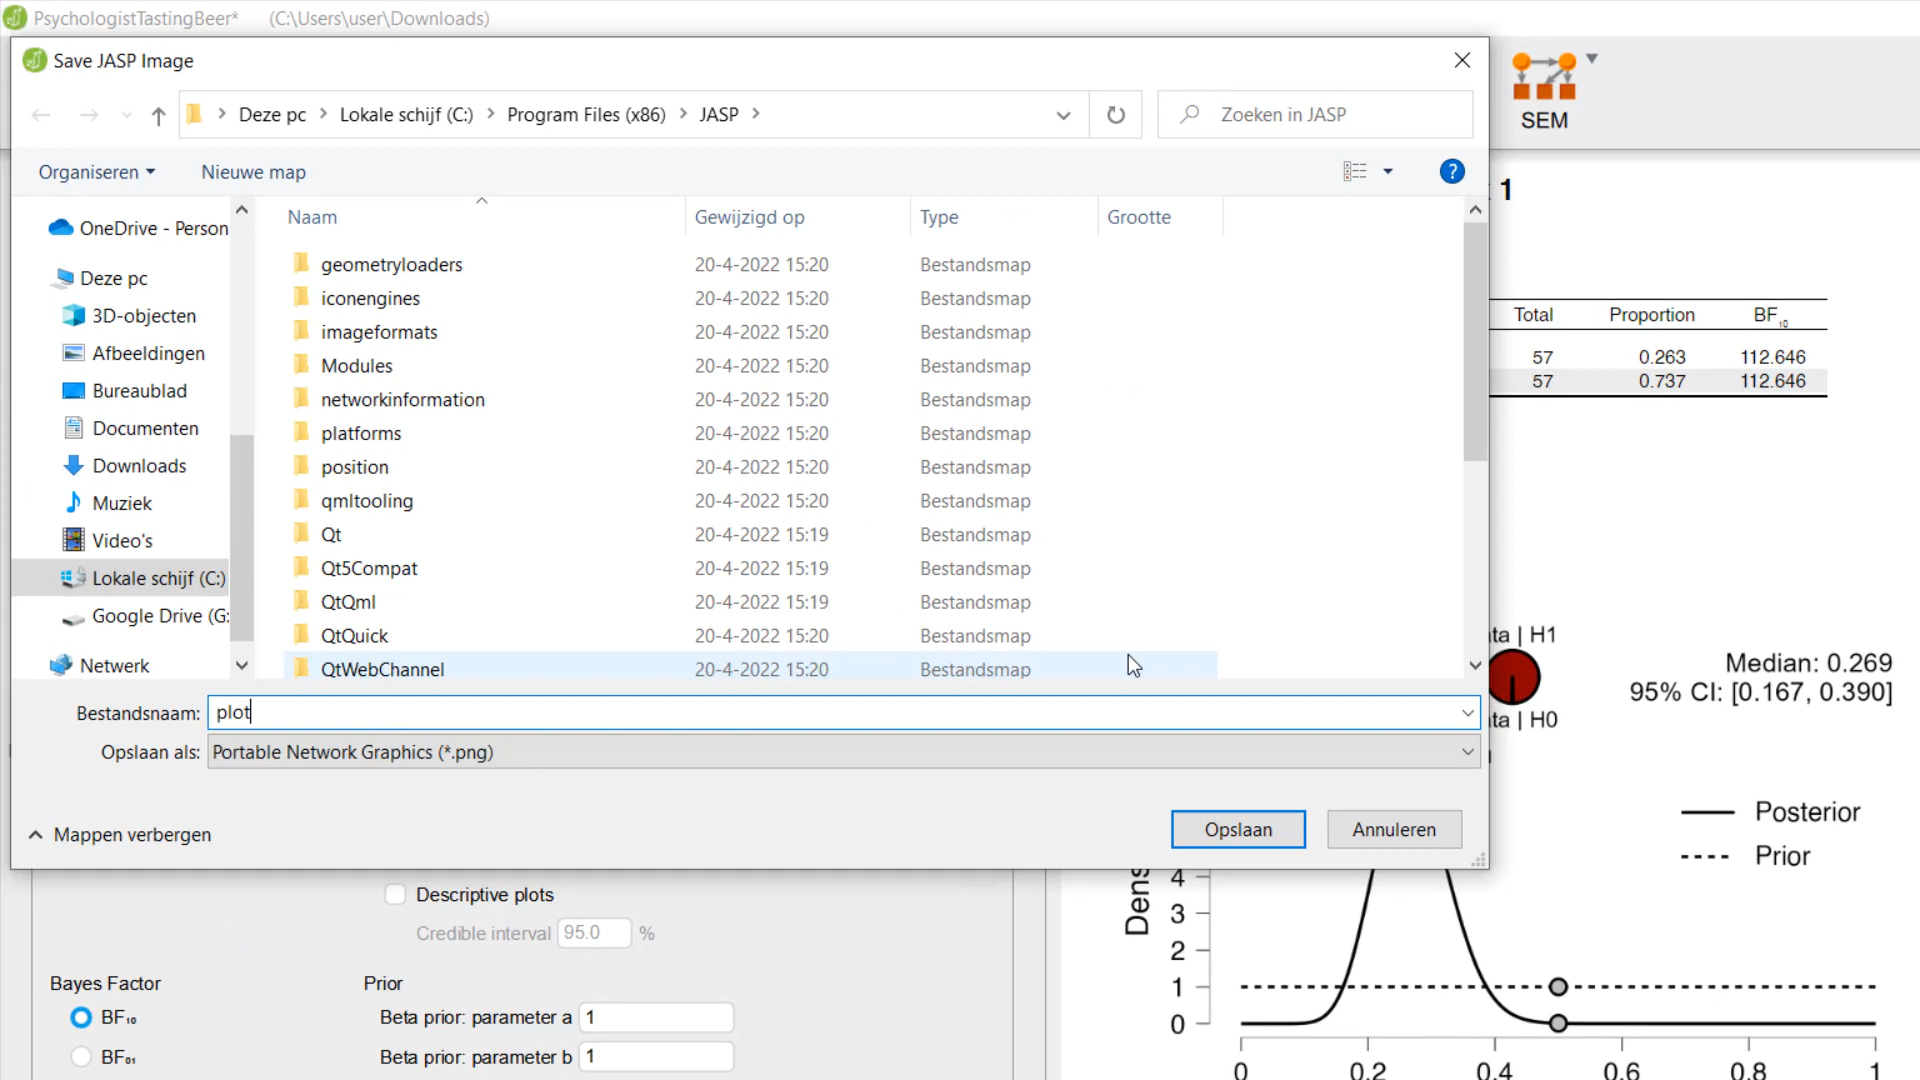 PsychologistTastingBeer* (C:\Users\user\Downloads)
Save JASP Image
Deze pc > Lokale schijf (C:) > Program Files (x86) > JASP >
Zoeken in JASP
SEM
Organiseren
Nieuwe map
?
1
OneDrive - Person
Deze pc
3D-objecten
Afbeeldingen
Bureaublad
Documenten
Downloads
Muziek
Video's
Lokale schijf (C:)
Google Drive (G:
Netwerk
Naam Gewijzigd op Type Grootte
geometryloaders 20-4-2022 15:20 Bestandsmap
iconengines 20-4-2022 15:20 Bestandsmap
imageformats 20-4-2022 15:20 Bestandsmap
Modules 20-4-2022 15:20 Bestandsmap
networkinformation 20-4-2022 15:20 Bestandsmap
platforms 20-4-2022 15:20 Bestandsmap
position 20-4-2022 15:20 Bestandsmap
qmltooling 20-4-2022 15:20 Bestandsmap
Qt 20-4-2022 15:19 Bestandsmap
Qt5Compat 20-4-2022 15:19 Bestandsmap
QtQml 20-4-2022 15:19 Bestandsmap
QtQuick 20-4-2022 15:20 Bestandsmap
QtWebChannel 20-4-2022 15:20 Bestandsmap
Bestandsnaam: plot
Opslaan als: Portable Network Graphics (*.png)
Mappen verbergen
Opslaan
Annuleren
Total Proportion BF₁₀
57 0.263 112.646
57 0.737 112.646
ta | H1
ta | H0
Median: 0.269
95% CI: [0.167, 0.390]
Posterior
Prior
Dens
4
3
2
1
0
0 0.2 0.4 0.6 0.8 1
Descriptive plots
Credible interval 95.0 %
Bayes Factor
BF₁₀
BF₀₁
Prior
Beta prior: parameter a 1
Beta prior: parameter b 1